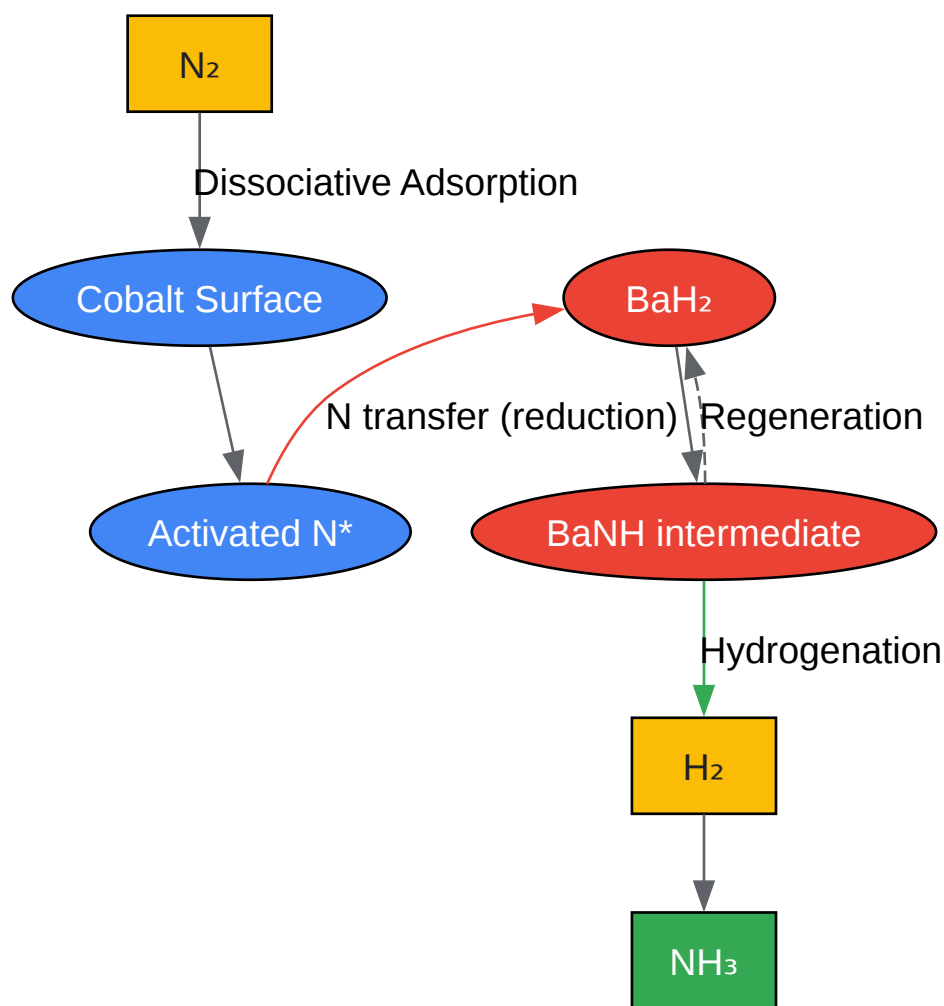 N₂
Dissociative Adsorption
Cobalt Surface
BaH₂
N transfer (reduction)
Regeneration
Activated N*
BaNH intermediate
Hydrogenation
H₂
NH₃